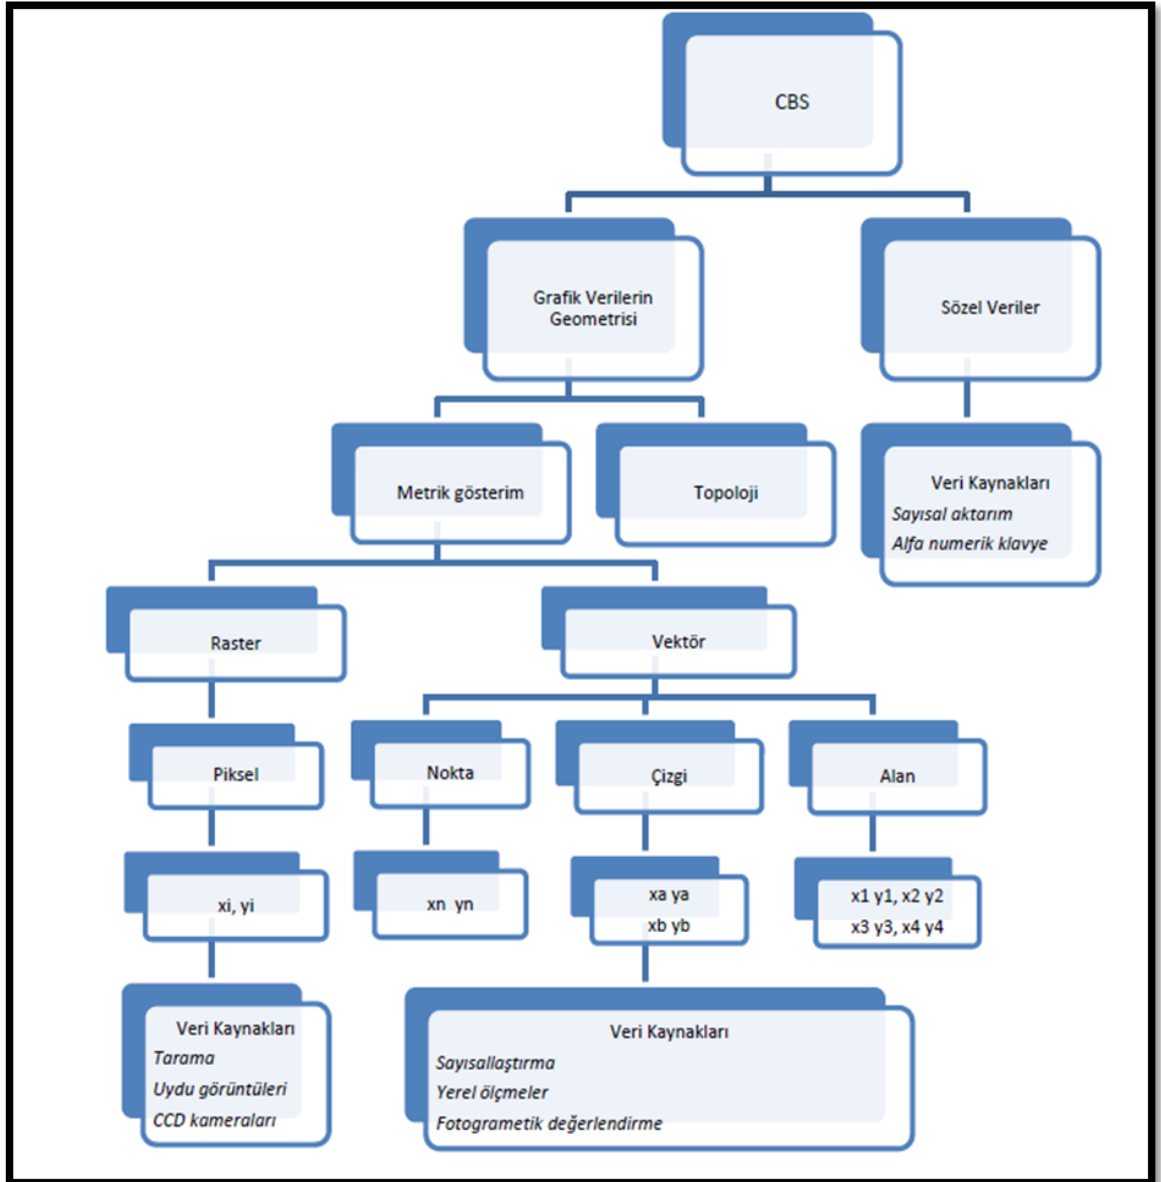 CBS
Grafik Verilerin
Geometrisi
Sözel Veriler
Metrik gösterim
Topoloji
Veri Kaynakları
Sayısal aktarım
Alfa numerik klavye
Raster
Vektör
Piksel
Nokta
Çizgi
Alan
xi, yi
xn yn
xa ya
xb yb
x1 y1, x2 y2
x3 y3, x4 y4
Veri Kaynakları
Tarama
Uydu görüntüleri
CCD kameraları
Veri Kaynakları
Sayısallaştırma
Yerel ölçmeler
Fotogrametik değerlendirme